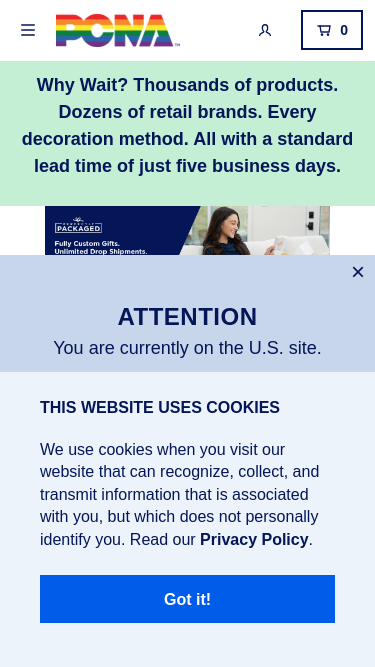 PCNA
™
0
Why Wait? Thousands of products.
Dozens of retail brands. Every
decoration method. All with a standard
lead time of just five business days.
PERFECTLY
PACKAGED
Fully Custom Gifts.
Unlimited Drop Shipments.
×
ATTENTION
You are currently on the U.S. site.
THIS WEBSITE USES COOKIES
We use cookies when you visit our
website that can recognize, collect, and
transmit information that is associated
with you, but which does not personally
identify you. Read our Privacy Policy.
Got it!